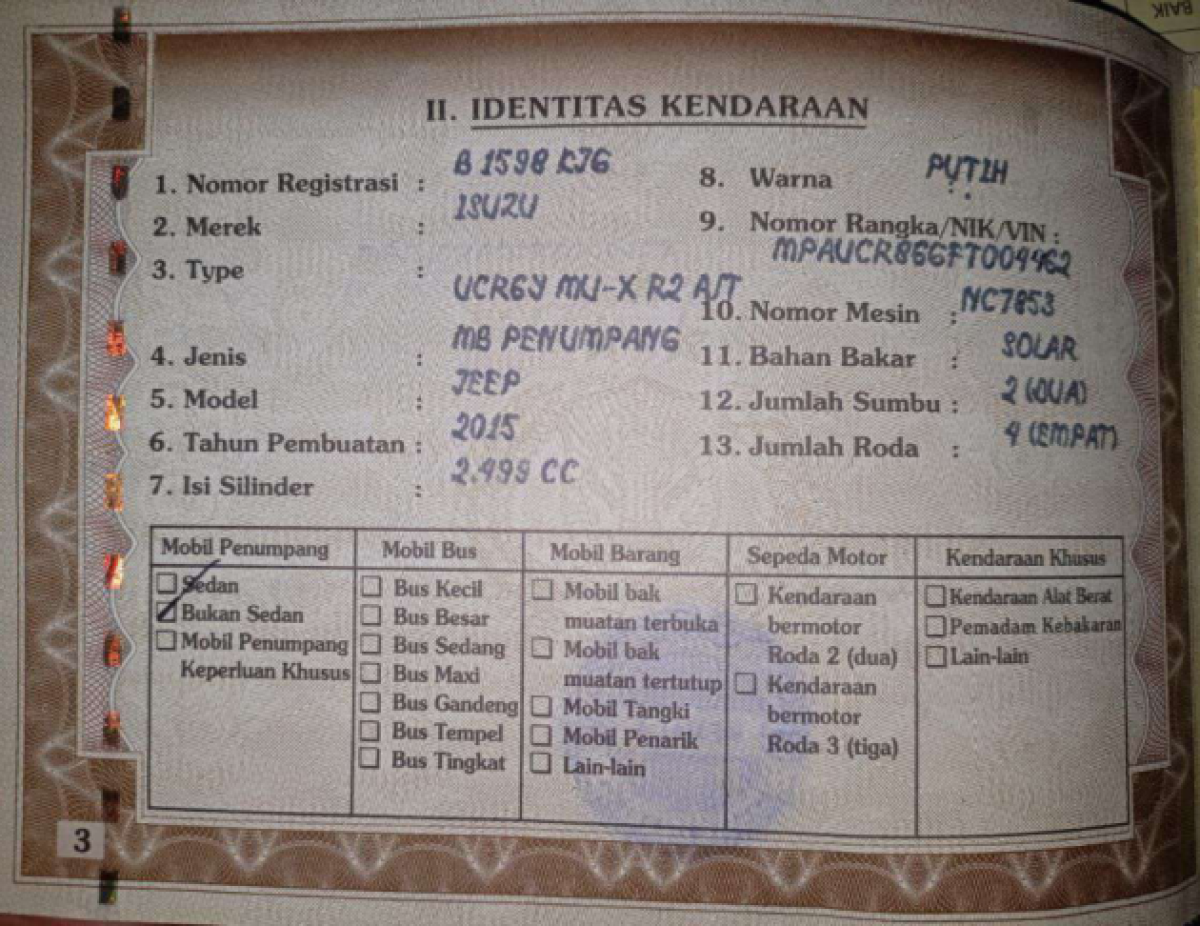 BAIK
II. IDENTITAS KENDARAAN
1. Nomor Registrasi : B 1598 KJG
2. Merek : ISUZU
3. Type : UCR6Y MU-X R2 A/T
4. Jenis : MB PENUMPANG
5. Model : JEEP
6. Tahun Pembuatan : 2015
7. Isi Silinder : 2.499 CC
8. Warna : PUTIH
9. Nomor Rangka/NIK/VIN :
MPAUCR86GFT004462
10. Nomor Mesin : NC7853
11. Bahan Bakar : SOLAR
12. Jumlah Sumbu : 2 (DUA)
13. Jumlah Roda : 4 (EMPAT)
Mobil Penumpang
Sedan
Bukan Sedan
Mobil Penumpang
Keperluan Khusus
Mobil Bus
Bus Kecil
Bus Besar
Bus Sedang
Bus Maxi
Bus Gandeng
Bus Tempel
Bus Tingkat
Mobil Barang
Mobil bak
muatan terbuka
Mobil bak
muatan tertutup
Mobil Tangki
Mobil Penarik
Lain-lain
Sepeda Motor
Kendaraan
bermotor
Roda 2 (dua)
Kendaraan
bermotor
Roda 3 (tiga)
Kendaraan Khusus
Kendaraan Alat Berat
Pemadam Kebakaran
Lain-lain
3